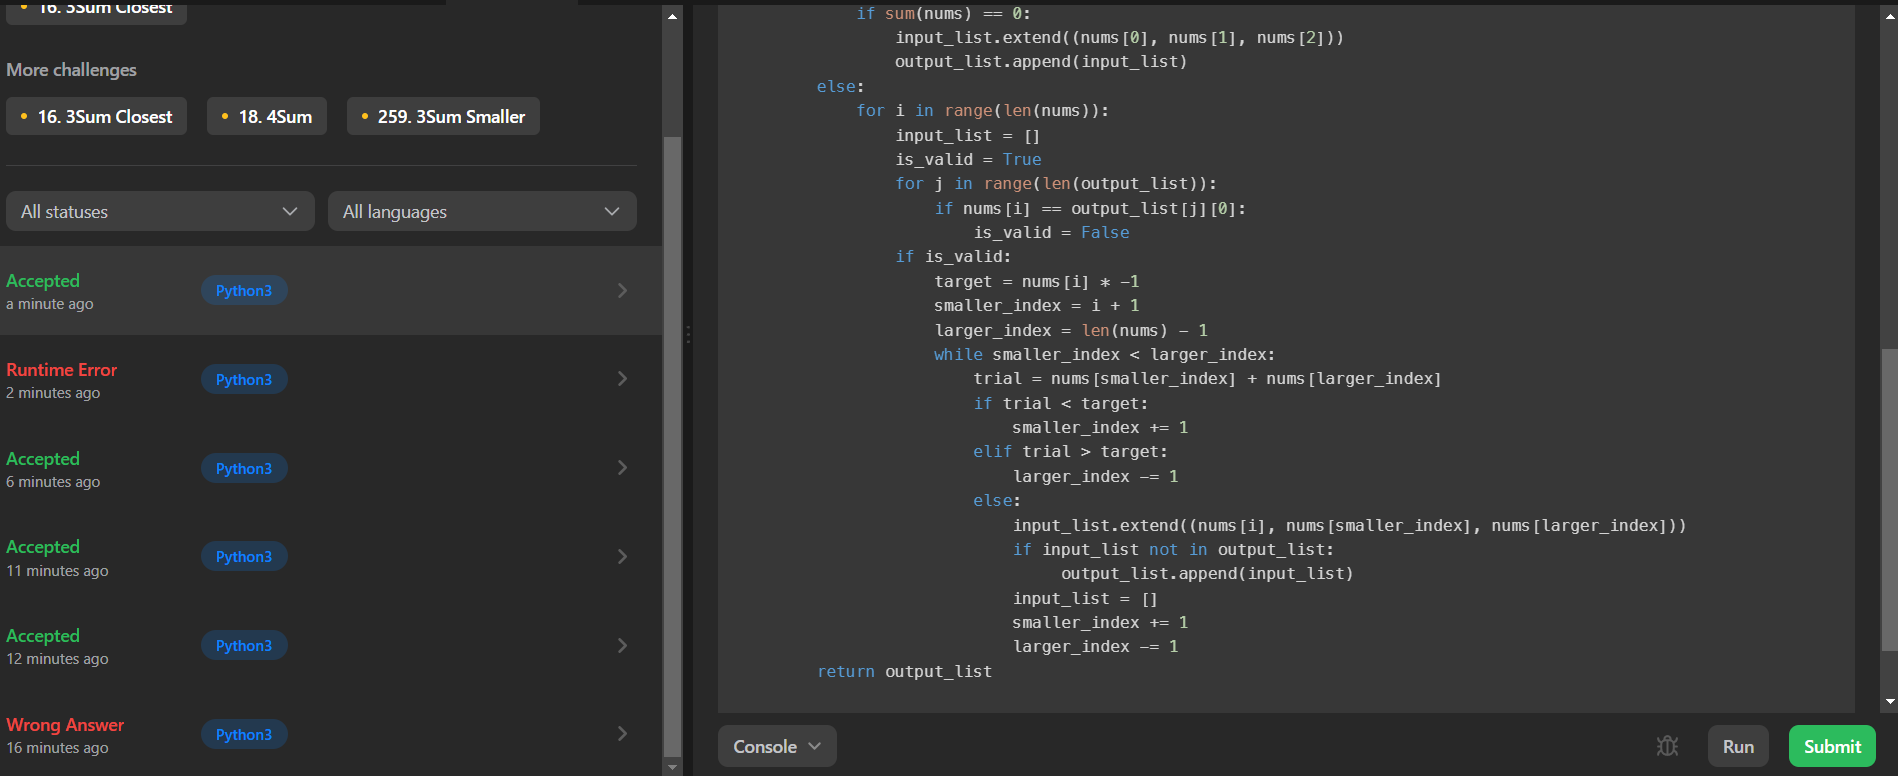 16. 3Sum Closest
More challenges
16. 3Sum Closest
18. 4Sum
259. 3Sum Smaller
All statuses
All languages
Accepted
a minute ago
Python3
Runtime Error
2 minutes ago
Python3
Accepted
6 minutes ago
Python3
Accepted
11 minutes ago
Python3
Accepted
12 minutes ago
Python3
Wrong Answer
16 minutes ago
Python3
if sum(nums) == 0:
input_list.extend((nums[0], nums[1], nums[2]))
output_list.append(input_list)
else:
for i in range(len(nums)):
input_list = []
is_valid = True
for j in range(len(output_list)):
if nums[i] == output_list[j][0]:
is_valid = False
if is_valid:
target = nums[i] * -1
smaller_index = i + 1
larger_index = len(nums) - 1
while smaller_index < larger_index:
trial = nums[smaller_index] + nums[larger_index]
if trial < target:
smaller_index += 1
elif trial > target:
larger_index -= 1
else:
input_list.extend((nums[i], nums[smaller_index], nums[larger_index]))
if input_list not in output_list:
output_list.append(input_list)
input_list = []
smaller_index += 1
larger_index -= 1
return output_list
Console
Run
Submit